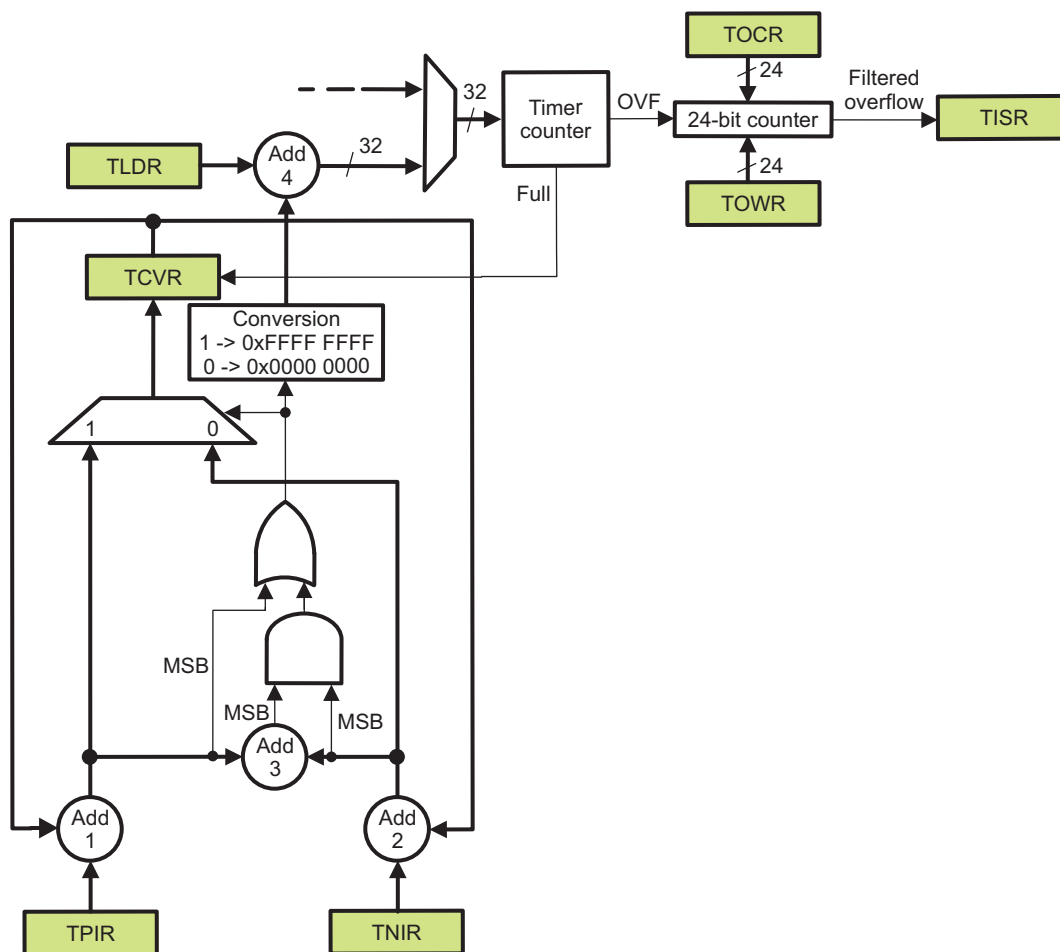 TOCR
24
32
Timer
counter
OVF
24-bit counter
Filtered
overflow
TISR
24
TOWR
TLDR
Add
4
32
Full
TCVR
Conversion
1 -> 0xFFFF FFFF
0 -> 0x0000 0000
1
0
MSB
MSB
MSB
Add
3
Add
1
Add
2
TPIR
TNIR